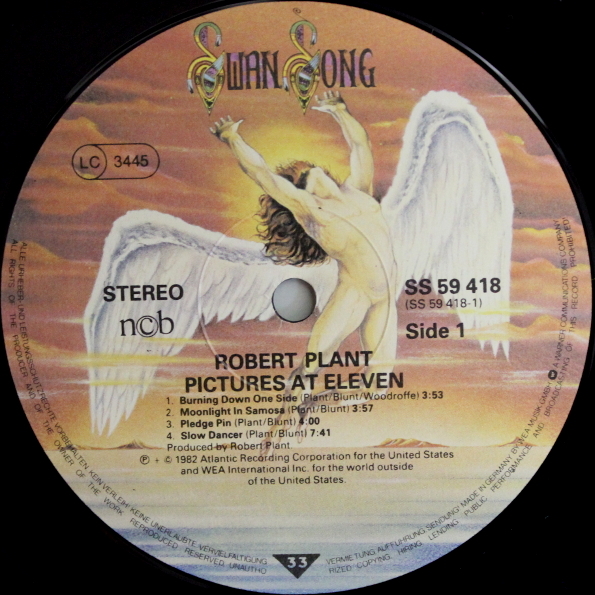 SWAN SONG
LC 3445
STEREO
n©b
SS 59 418
(SS 59 418-1)
Side 1
ROBERT PLANT
PICTURES AT ELEVEN
1. Burning Down One Side (Plant/Blunt/Woodroffe) 3:53
2. Moonlight In Samosa (Plant/Blunt) 3:57
3. Pledge Pin (Plant/Blunt) 4:00
4. Slow Dancer (Plant/Blunt) 7:41
Produced by Robert Plant.
℗ + © 1982 Atlantic Recording Corporation for the United States
and WEA International Inc. for the world outside
of the United States.
33
ALLE URHEBER- UND LEISTUNGSSCHUTZRECHTE VORBEHALTEN. KEIN VERLEIH! KEINE UNERLAUBTE VERVIELFÄLTIGUNG,
VERMIETUNG, AUFFÜHRUNG, SENDUNG! MADE IN GERMANY BY WEA MUSIK GMBH, A WARNER COMMUNICATIONS COMPANY
ALL RIGHTS OF THE PRODUCER AND OF THE OWNER OF THE WORK REPRODUCED RESERVED. UNAUTHO-
RIZED COPYING, HIRING, LENDING, PUBLIC PERFORMANCE AND BROADCASTING OF THIS RECORD PROHIBITED!